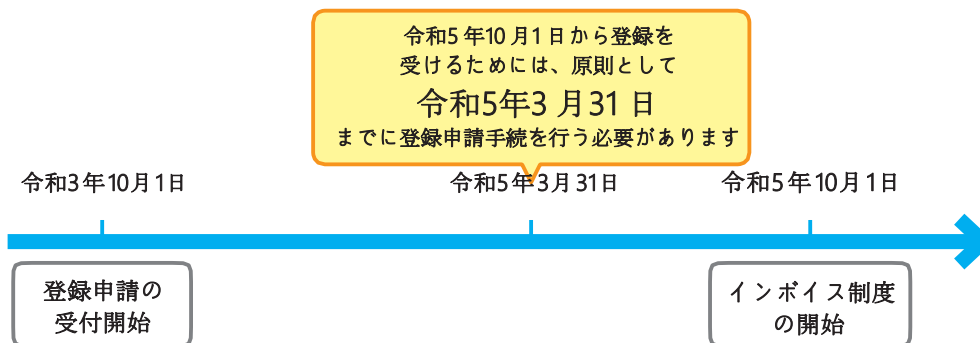 令和5年10月1日から登録を
受けるためには、原則として
令和5年3月31日
までに登録申請手続を行う必要があります
令和3年10月1日
令和5年3月31日
令和5年10月1日
登録申請の
受付開始
インボイス制度
の開始